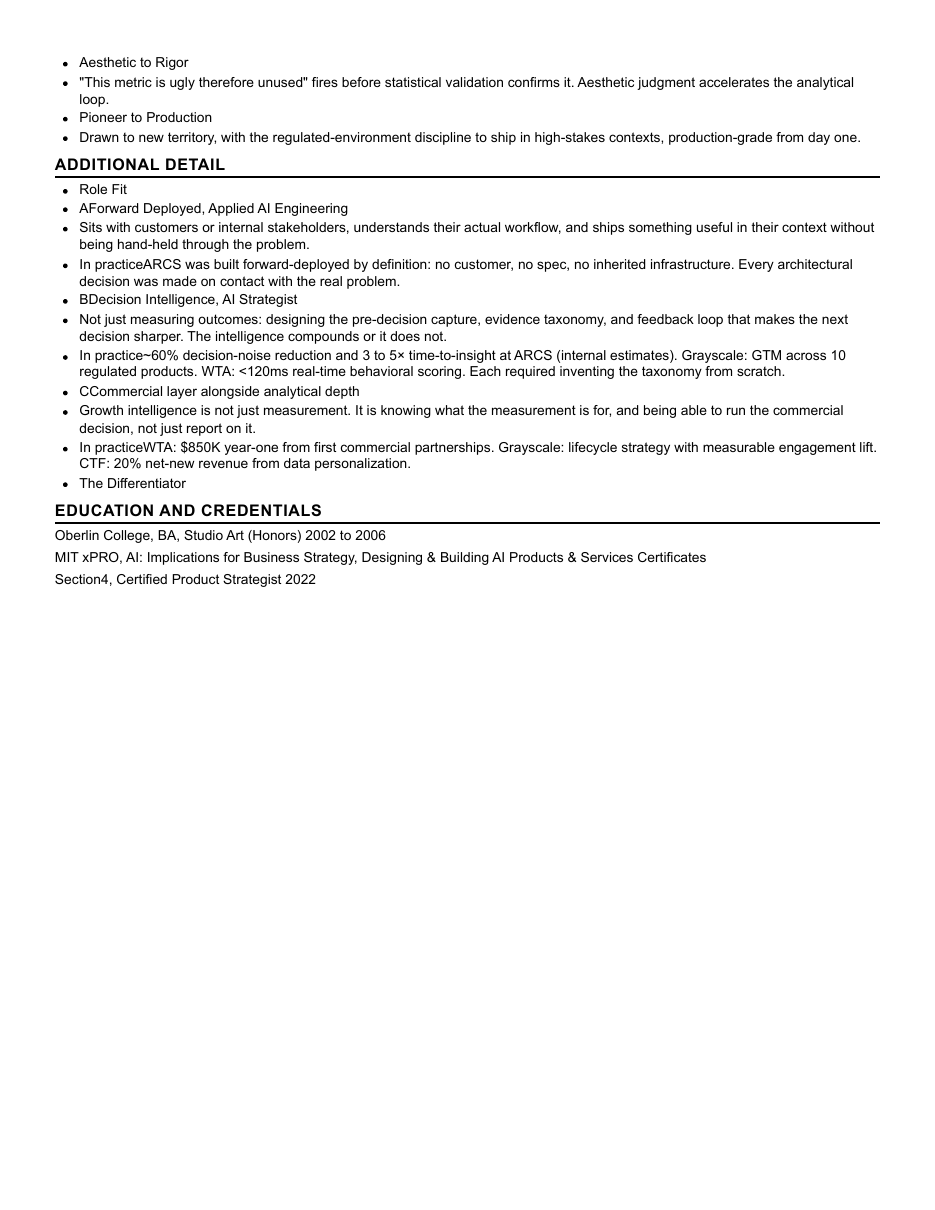 Aesthetic to Rigor
"This metric is ugly therefore unused" fires before statistical validation confirms it. Aesthetic judgment accelerates the analytical
loop.
Pioneer to Production
Drawn to new territory, with the regulated-environment discipline to ship in high-stakes contexts, production-grade from day one.
ADDITIONAL DETAIL
Role Fit
AForward Deployed, Applied AI Engineering
Sits with customers or internal stakeholders, understands their actual workflow, and ships something useful in their context without
being hand-held through the problem.
In practiceARCS was built forward-deployed by definition: no customer, no spec, no inherited infrastructure. Every architectural
decision was made on contact with the real problem.
BDecision Intelligence, AI Strategist
Not just measuring outcomes: designing the pre-decision capture, evidence taxonomy, and feedback loop that makes the next
decision sharper. The intelligence compounds or it does not.
In practice~60% decision-noise reduction and 3 to 5× time-to-insight at ARCS (internal estimates). Grayscale: GTM across 10
regulated products. WTA: <120ms real-time behavioral scoring. Each required inventing the taxonomy from scratch.
CCommercial layer alongside analytical depth
Growth intelligence is not just measurement. It is knowing what the measurement is for, and being able to run the commercial
decision, not just report on it.
In practiceWTA: $850K year-one from first commercial partnerships. Grayscale: lifecycle strategy with measurable engagement lift.
CTF: 20% net-new revenue from data personalization.
The Differentiator
EDUCATION AND CREDENTIALS
Oberlin College, BA, Studio Art (Honors) 2002 to 2006
MIT xPRO, AI: Implications for Business Strategy, Designing & Building AI Products & Services Certificates
Section4, Certified Product Strategist 2022